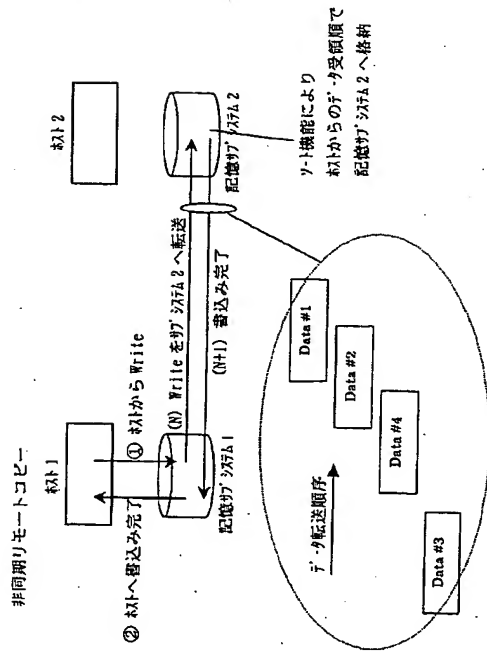 非同期リモートコピー
ホスト1
ホスト2
① ホストから Write
② ホストへ書込み完了
(N) Write をサブシステム2 へ転送
(N+1) 書込み完了
記憶サブシステム1
記憶サブシステム2
ソート機能により
ホストからのデータ受領順で
記憶サブシステム2 へ格納
データ転送順序
Data #1
Data #2
Data #4
Data #3